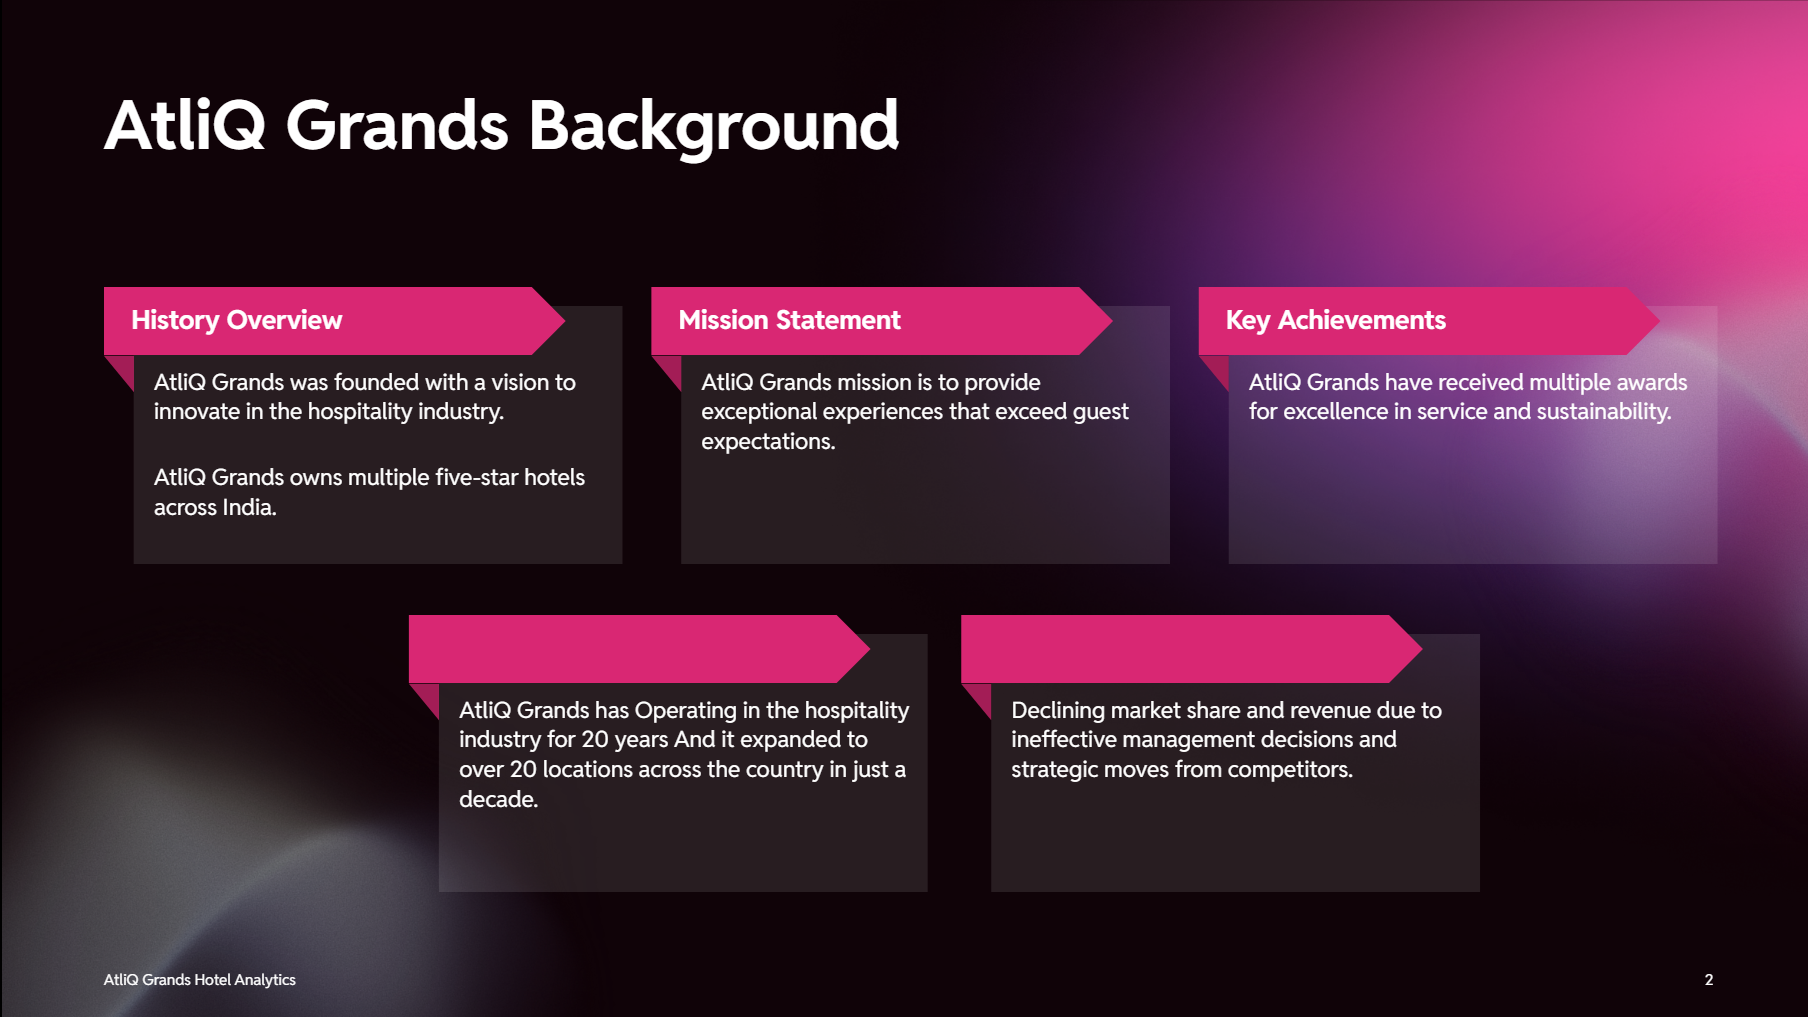 AtliQ Grands Background
History Overview
AtliQ Grands was founded with a vision to
innovate in the hospitality industry.
AtliQ Grands owns multiple five-star hotels
across India.
Mission Statement
AtliQ Grands mission is to provide
exceptional experiences that exceed guest
expectations.
Key Achievements
AtliQ Grands have received multiple awards
for excellence in service and sustainability.
AtliQ Grands has Operating in the hospitality
industry for 20 years And it expanded to
over 20 locations across the country in just a
decade.
Declining market share and revenue due to
ineffective management decisions and
strategic moves from competitors.
AtliQ Grands Hotel Analytics
2